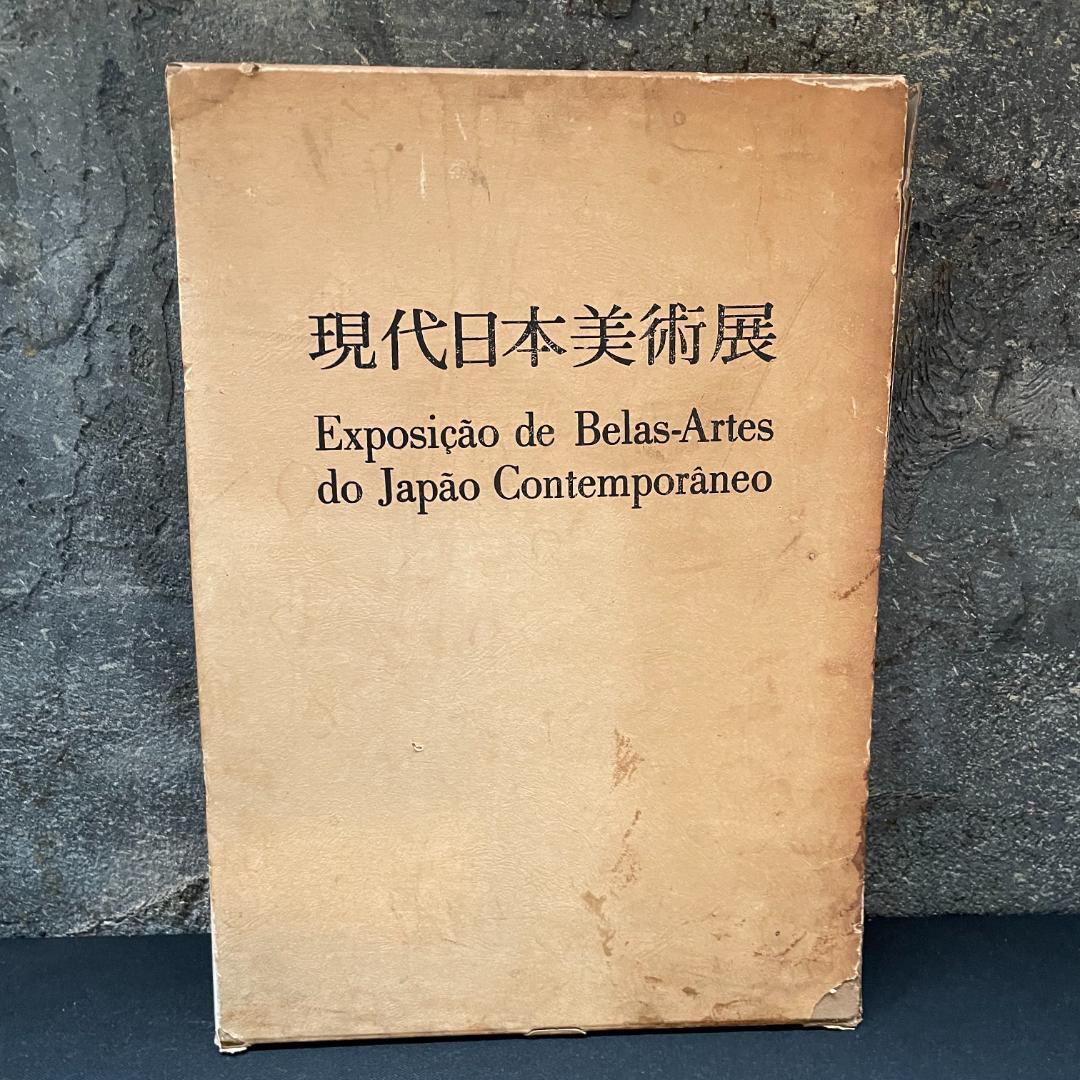 現代日本美術展
Exposição de Belas-Artes
do Japão Contemporâneo